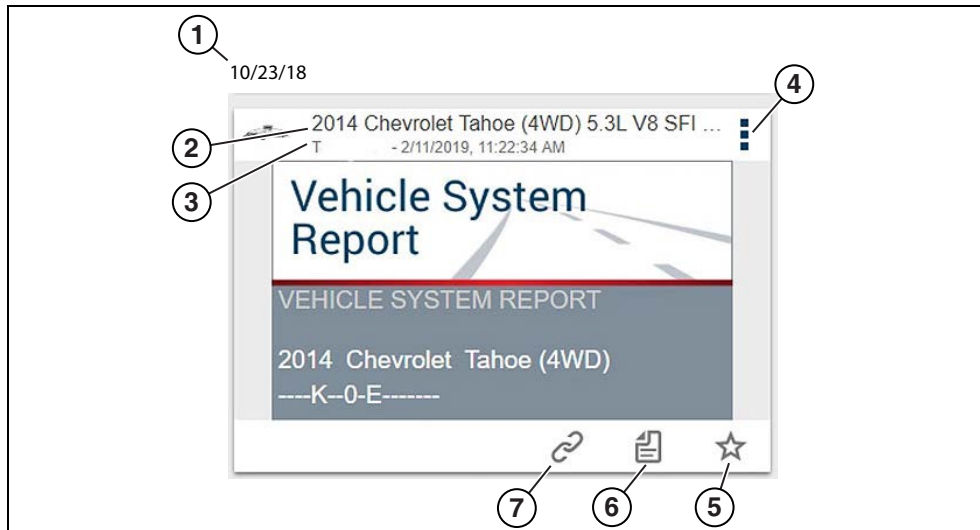 1
10/23/18
4
2
2014 Chevrolet Tahoe (4WD) 5.3L V8 SFI ...
3
T - 2/11/2019, 11:22:34 AM
Vehicle System
Report
VEHICLE SYSTEM REPORT
2014 Chevrolet Tahoe (4WD)
----K--0-E-------
7
6
5